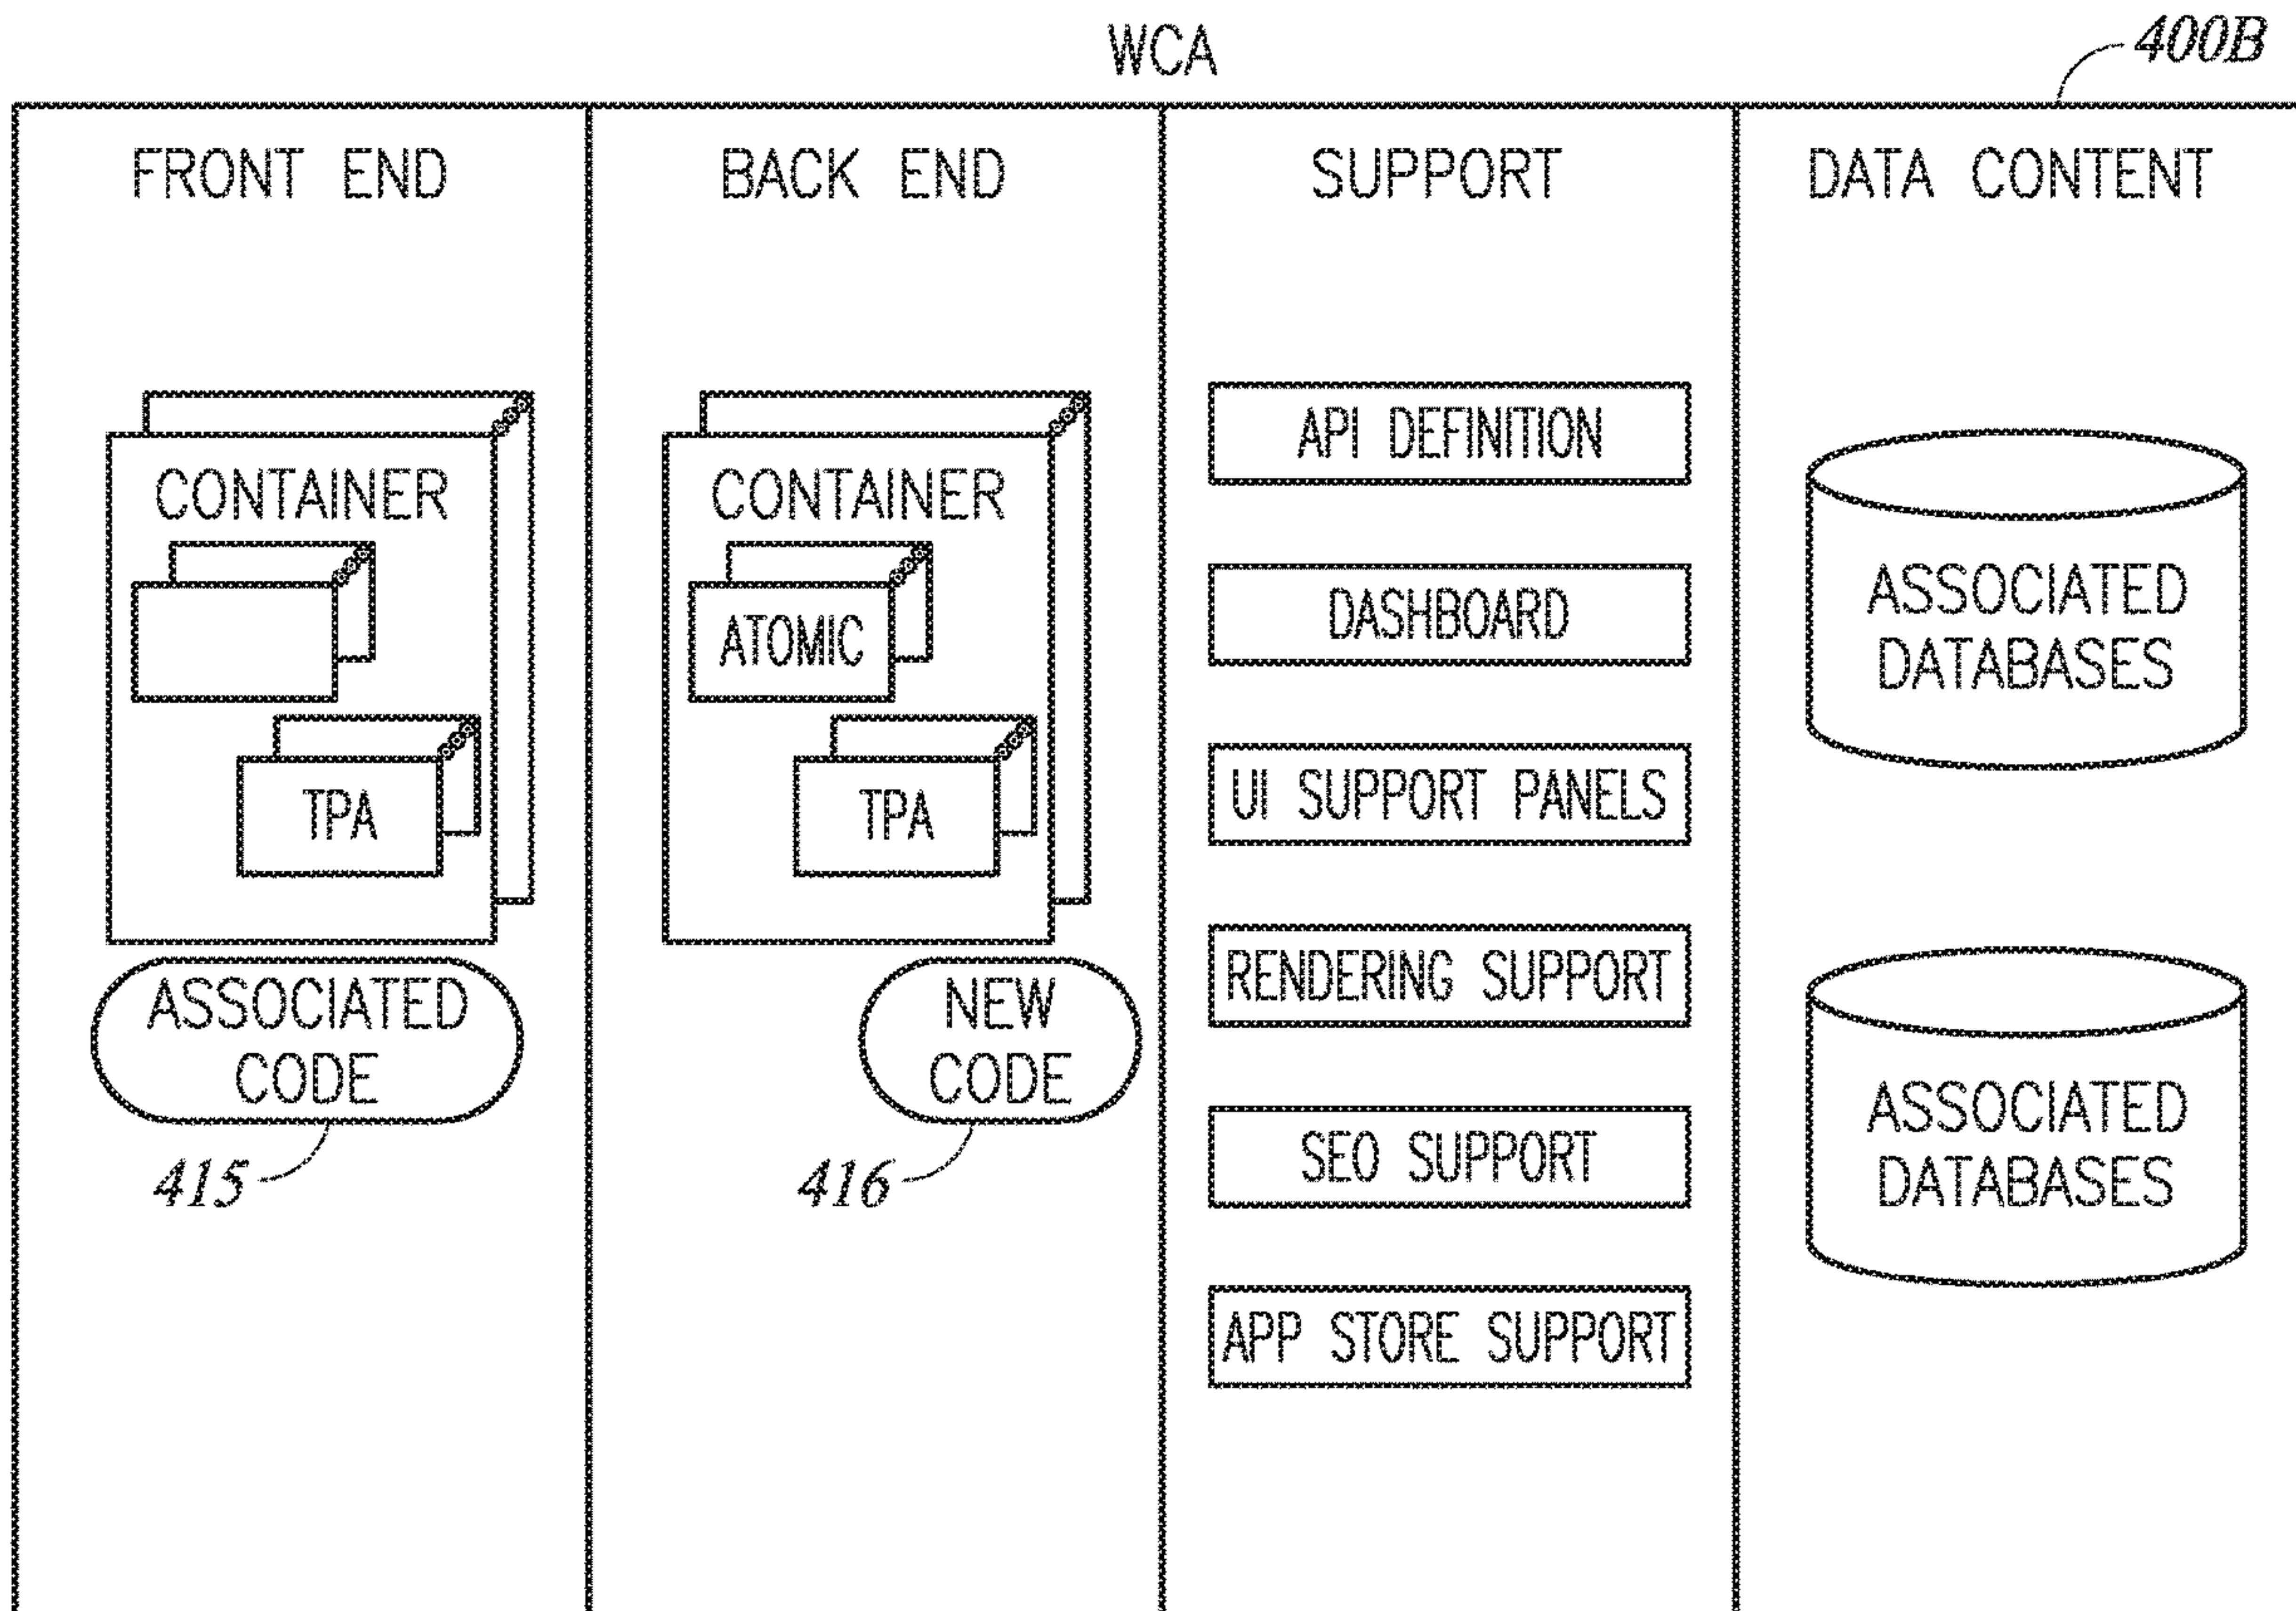 WCA
400B
FRONT END
BACK END
SUPPORT
DATA CONTENT
CONTAINER
TPA
ASSOCIATED
CODE
415
CONTAINER
ATOMIC
TPA
NEW
CODE
416
API DEFINITION
DASHBOARD
UI SUPPORT PANELS
RENDERING SUPPORT
SEO SUPPORT
APP STORE SUPPORT
ASSOCIATED
DATABASES
ASSOCIATED
DATABASES